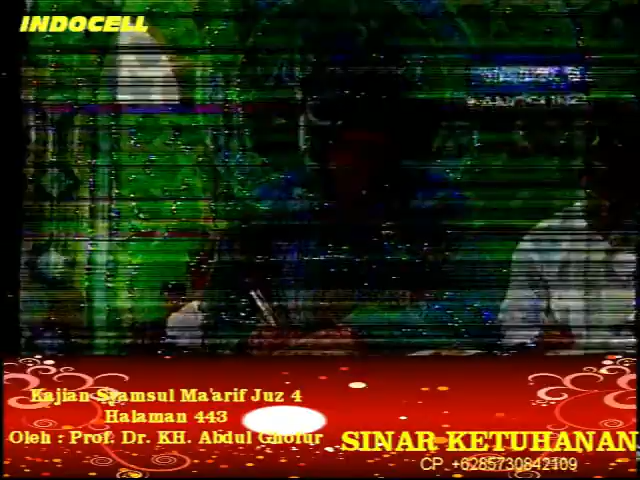 INDOCELL
Kajian Syamsul Ma'arif Juz 4
Halaman 443
Oleh : Prof. Dr. KH. Abdul Ghofur
SINAR KETUHANAN
CP. +6285730842109